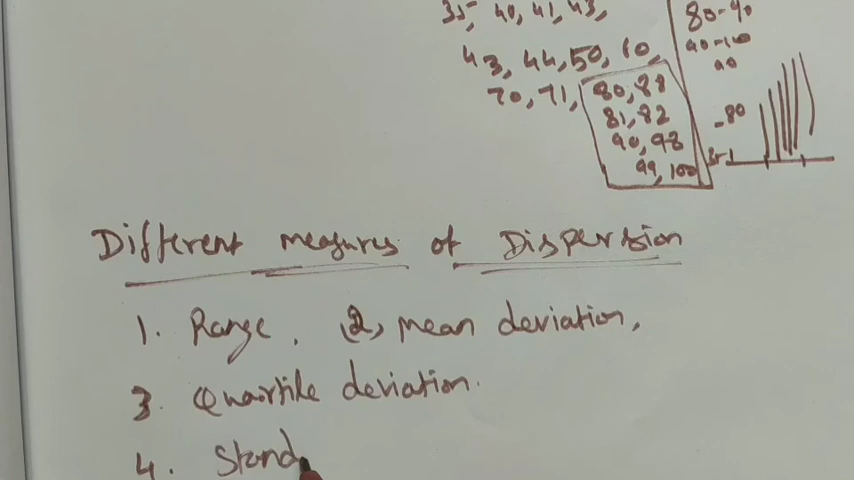 35, 40, 41, 43,
43, 44, 50, 60,
70, 71, 80, 88
81, 82
90, 98
99, 100
80-90
90-100
90
-80
Different measures of Dispersion
1. Range, (2), mean deviation,
3 Quartile deviation.
4. Stand